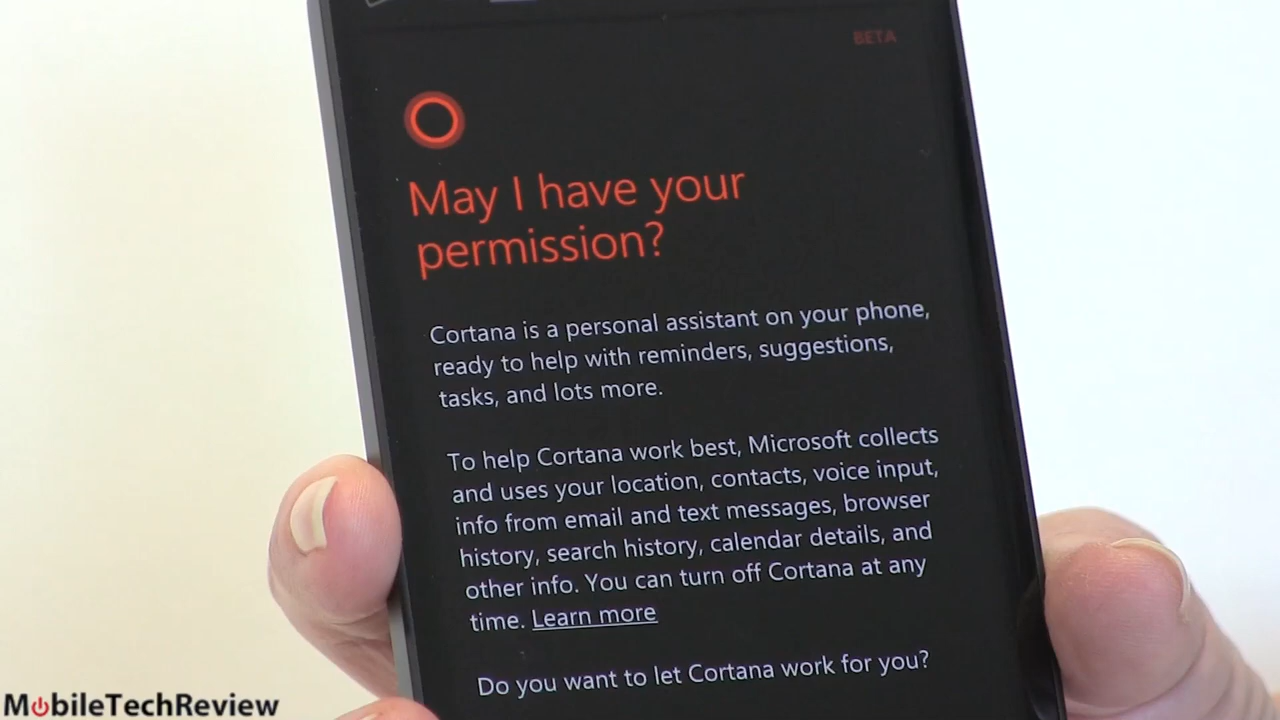 BETA
May I have your
permission?
Cortana is a personal assistant on your phone,
ready to help with reminders, suggestions,
tasks, and lots more.
To help Cortana work best, Microsoft collects
and uses your location, contacts, voice input,
info from email and text messages, browser
history, search history, calendar details, and
other info. You can turn off Cortana at any
time. Learn more
Do you want to let Cortana work for you?
MobileTechReview